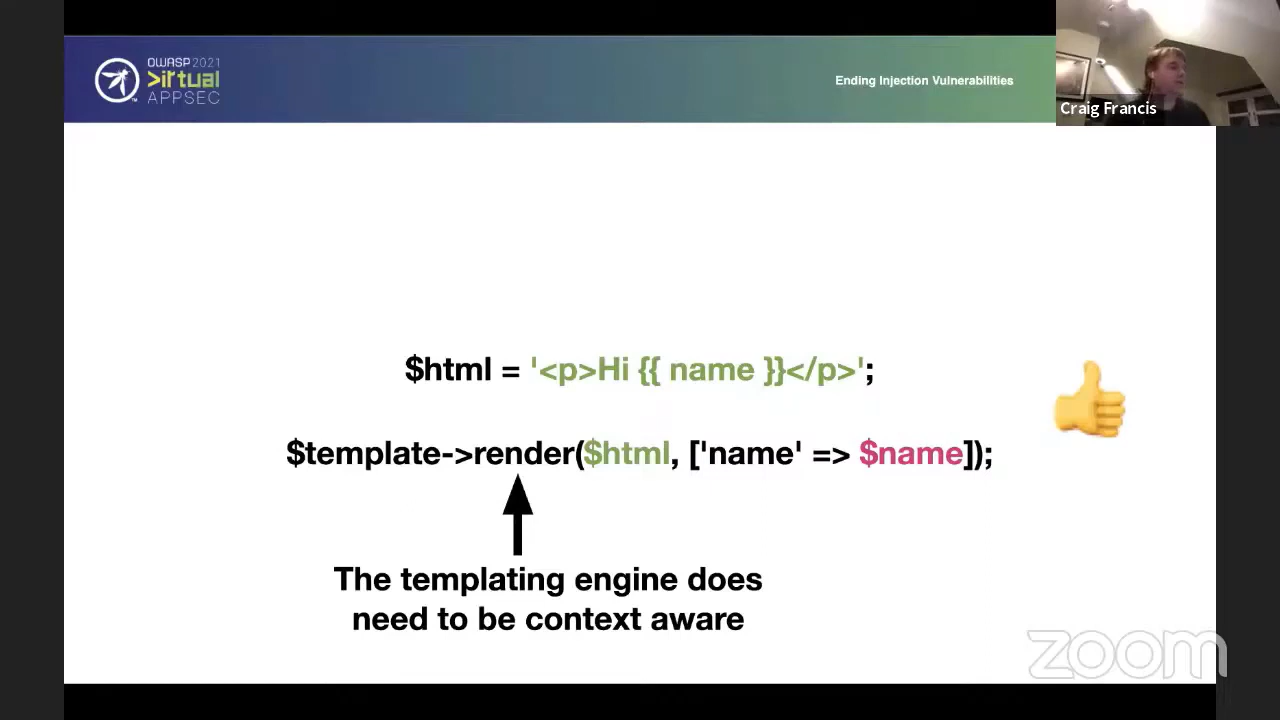 OWASP 2021
>irtual
APPSEC
Ending Injection Vulnerabilities
Craig Francis
$html = '<p>Hi {{ name }}</p>';
$template->render($html, ['name' => $name]);
The templating engine does
need to be context aware
zoom